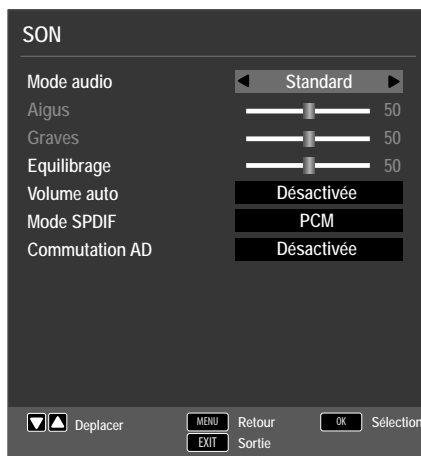 SON
Mode audio Standard
Aigus 50
Graves 50
Equilibrage 50
Volume auto Désactivée
Mode SPDIF PCM
Commutation AD Désactivée
Deplacer MENU Retour OK Sélection
EXIT Sortie